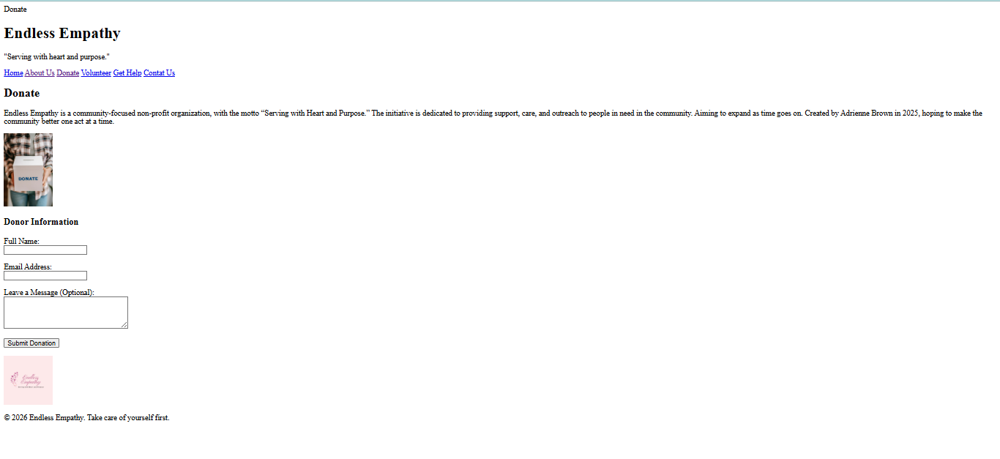 Donate
Endless Empathy
"Serving with heart and purpose."
Home About Us Donate Volunteer Get Help Contat Us
Donate
Endless Empathy is a community-focused non-profit organization, with the motto “Serving with Heart and Purpose.” The initiative is dedicated to providing support, care, and outreach to people in need in the community. Aiming to expand as time goes on. Created by Adrienne Brown in 2025, hoping to make the
community better one act at a time.
DONATE
Donor Information
Full Name:
Email Address:
Leave a Message (Optional):
Submit Donation
Endless
Empathy
© 2026 Endless Empathy. Take care of yourself first.